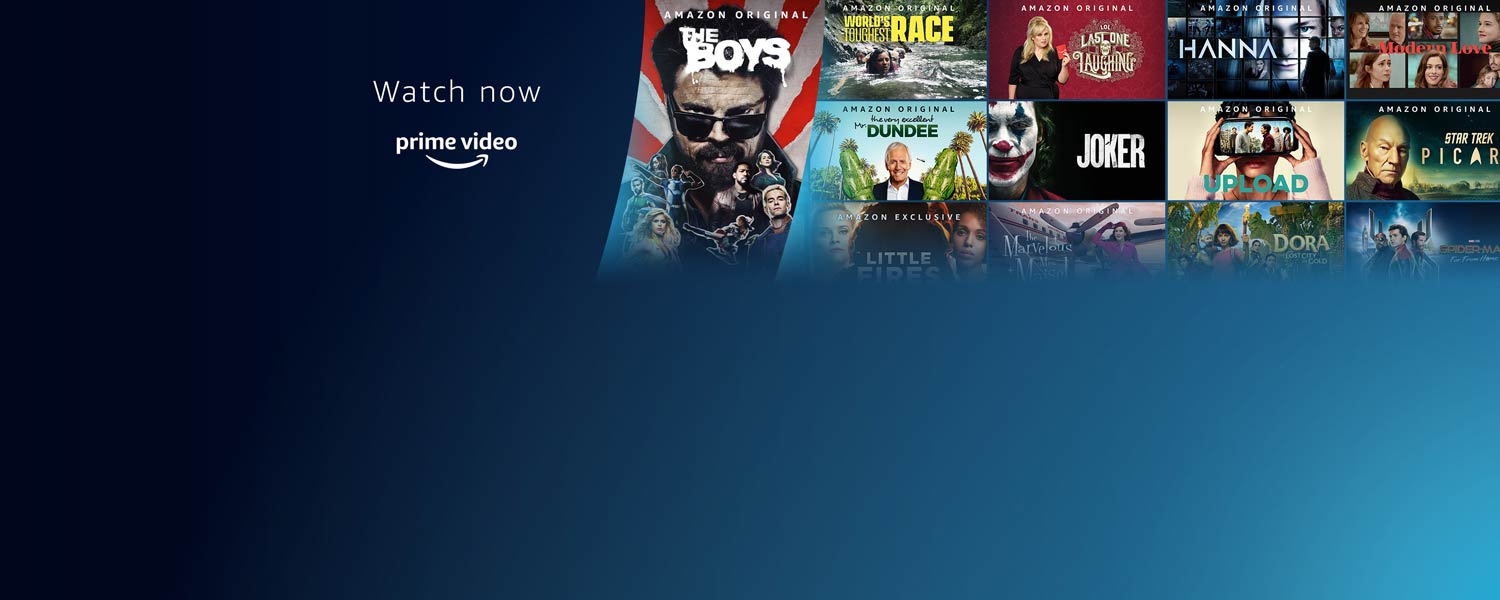 Watch now
prime video
AMAZON ORIGINAL
THE
BOYS
AMAZON ORIGINAL
WORLD'S
TOUGHEST RACE
AMAZON ORIGINAL
LOL
LAST ONE
LAUGHING
AMAZON ORIGINAL
HANNA
AMAZON ORIGINAL
Modern Love
AMAZON ORIGINAL
the very excellent
Mr. DUNDEE
JOKER
AMAZON ORIGINAL
UPLOAD
AMAZON ORIGINAL
STAR TREK
PICAR
AMAZON EXCLUSIVE
LITTLE
FIRES
AMAZON ORIGINAL
The
Marvelous
Mrs. Maisel
DORA
LOST CITY
GOLD
SPIDER-MA
Far From Home